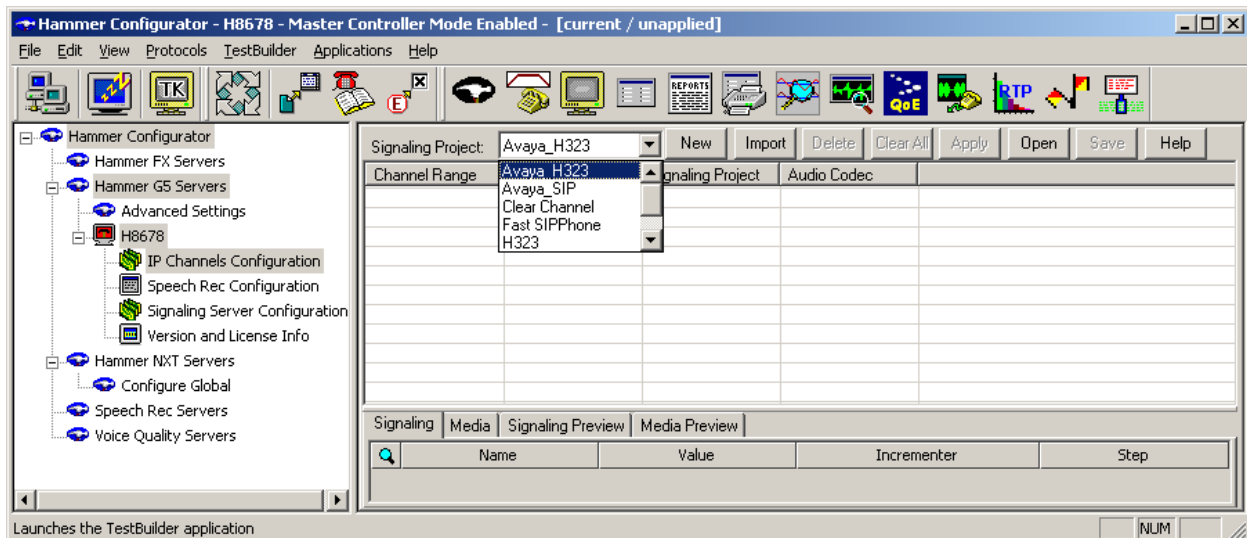 Hammer Configurator - H8678 - Master Controller Mode Enabled - [current / unapplied]
File Edit View Protocols TestBuilder Applications Help
TK
E
REPORTS
QoE
RTP
Hammer Configurator
Hammer FX Servers
Hammer G5 Servers
Advanced Settings
H8678
IP Channels Configuration
Speech Rec Configuration
Signaling Server Configuration
Version and License Info
Hammer NXT Servers
Configure Global
Speech Rec Servers
Voice Quality Servers
Signaling Project: Avaya_H323 New Import Delete Clear All Apply Open Save Help
Channel Range gnaling Project Audio Codec
Avaya_H323
Avaya_SIP
Clear Channel
Fast SIPPhone
H323
Signaling Media Signaling Preview Media Preview
Name Value Incrementer Step
Launches the TestBuilder application NUM